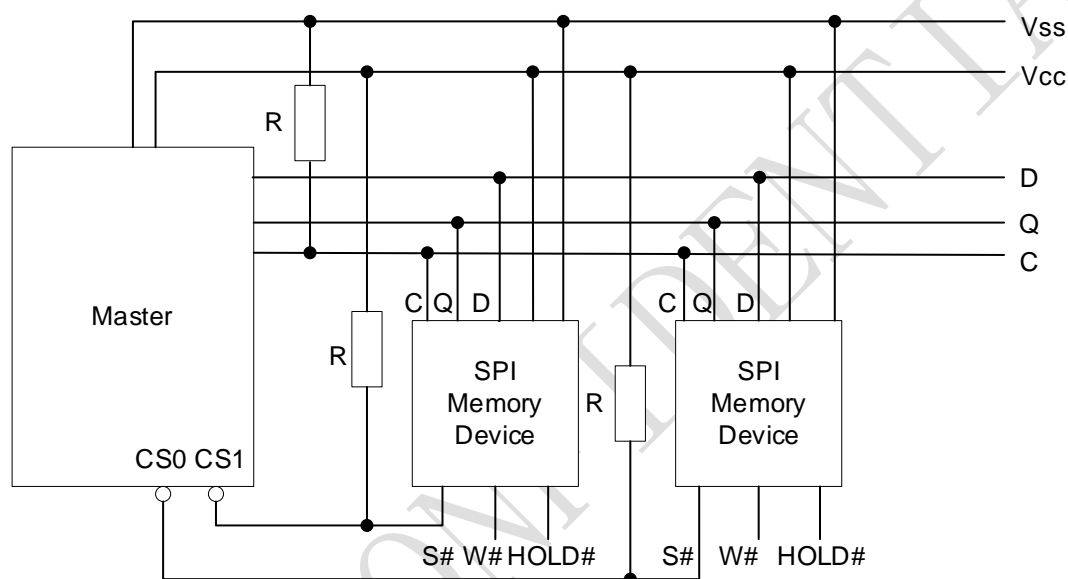 Vss
Vcc
R
D
Q
C
C Q D
C Q D
Master
R
SPI
Memory
Device
R
SPI
Memory
Device
CS0 CS1
S# W# HOLD#
S# W# HOLD#